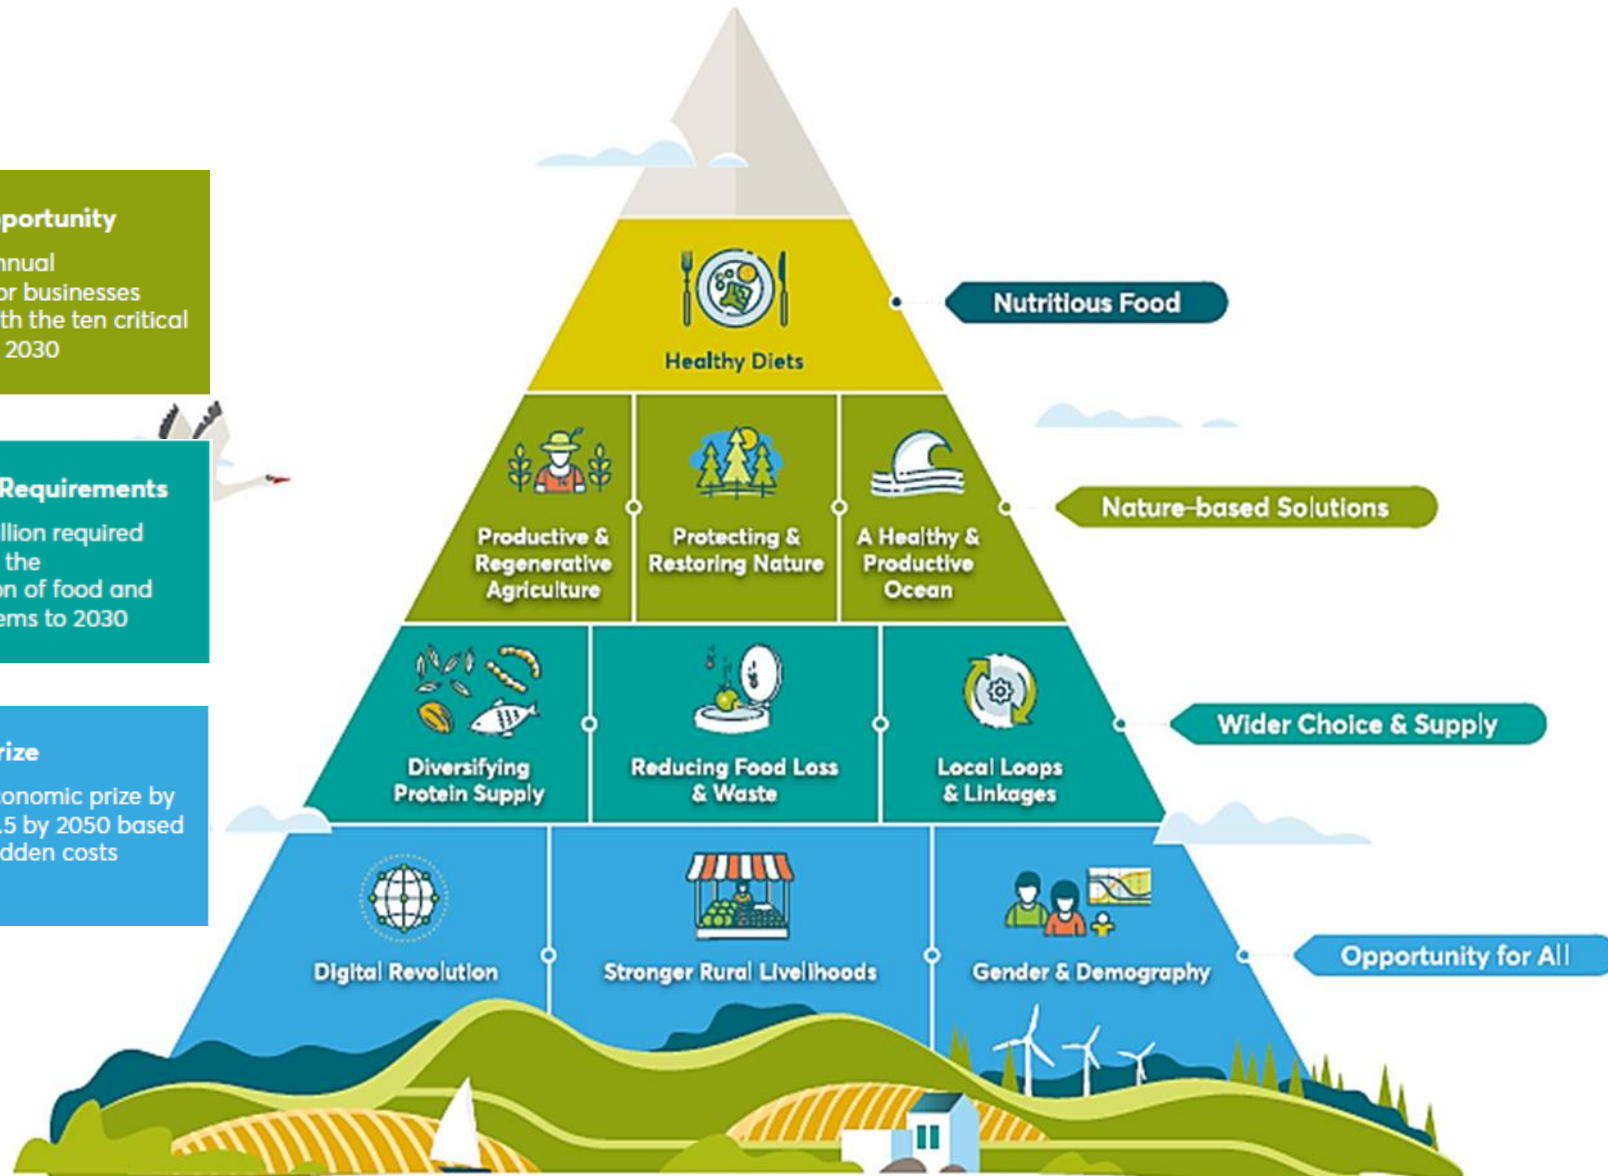 portunity
nnual
or businesses
th the ten critical
2030
Requirements
llion required
the
on of food and
ems to 2030
rize
conomic prize by
.5 by 2050 based
dden costs
Healthy Diets
Nutritious Food
Productive &
Regenerative
Agriculture
Protecting &
Restoring Nature
A Healthy &
Productive
Ocean
Nature-based Solutions
Diversifying
Protein Supply
Reducing Food Loss
& Waste
Local Loops
& Linkages
Wider Choice & Supply
Digital Revolution
Stronger Rural Livelihoods
Gender & Demography
Opportunity for All